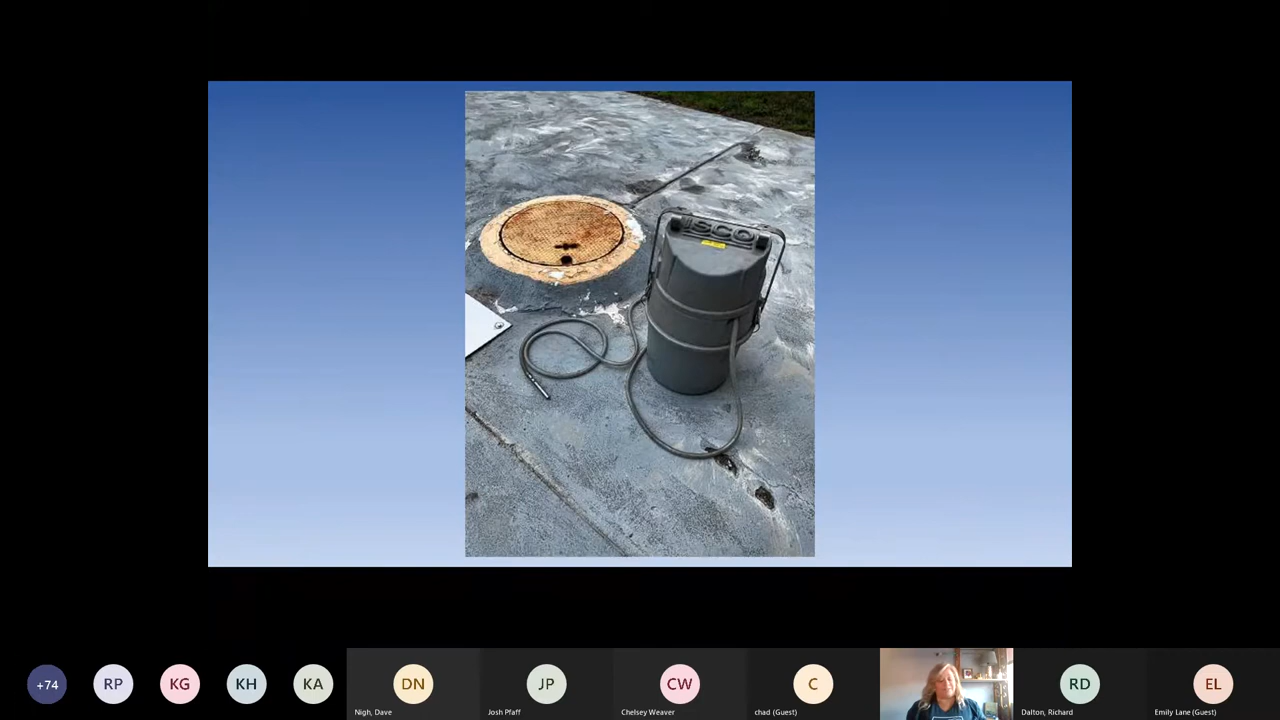 ISCO
+74
RP
KG
KH
KA
DN
JP
CW
C
RD
EL
Nigh, Dave
Josh Pfaff
Chelsey Weaver
chad (Guest)
Dalton, Richard
Emily Lane (Guest)